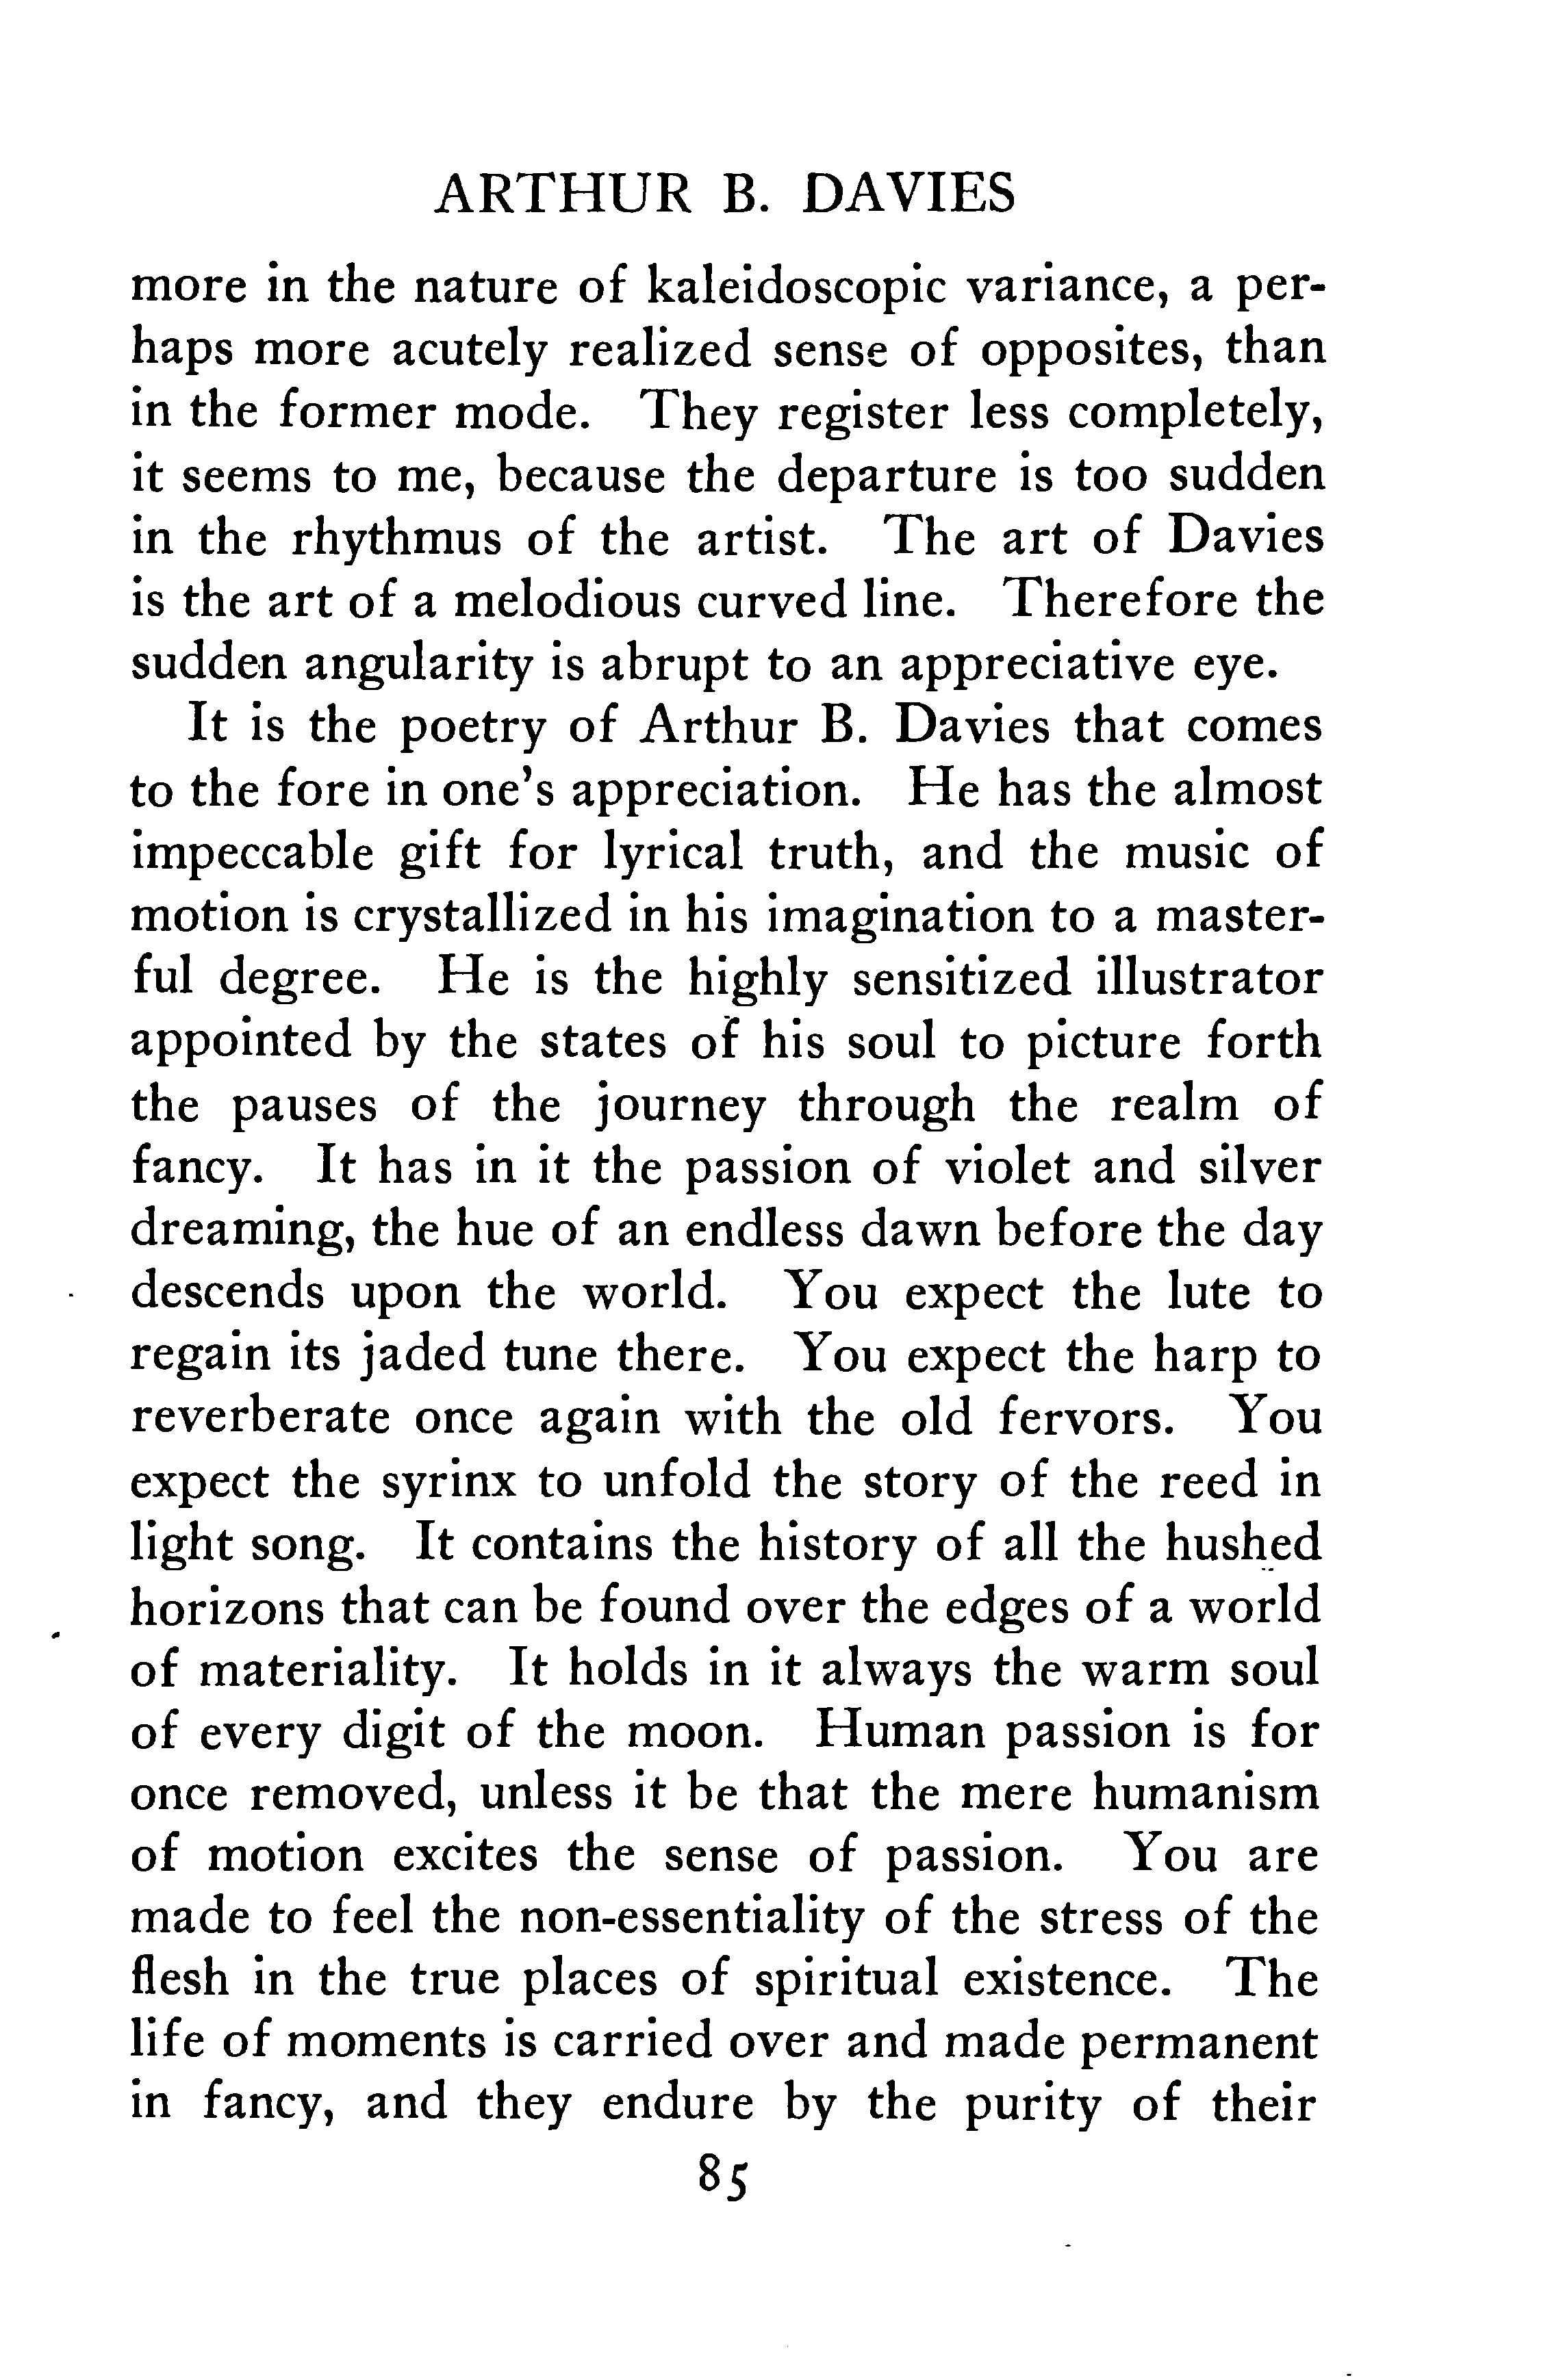 ARTHUR B. DAVIES
more in the nature of kaleidoscopic variance, a per-
haps more acutely realized sense of opposites, than
in the former mode. They register less completely,
it seems to me, because the departure is too sudden
in the rhythmus of the artist. The art of Davies
is the art of a melodious curved line. Therefore the
sudden angularity is abrupt to an appreciative eye.
It is the poetry of Arthur B. Davies that comes
to the fore in one's appreciation. He has the almost
impeccable gift for lyrical truth, and the music of
motion is crystallized in his imagination to a master-
ful degree. He is the highly sensitized illustrator
appointed by the states of his soul to picture forth
the pauses of the journey through the realm of
fancy. It has in it the passion of violet and silver
dreaming, the hue of an endless dawn before the day
descends upon the world. You expect the lute to
regain its jaded tune there. You expect the harp to
reverberate once again with the old fervors. You
expect the syrinx to unfold the story of the reed in
light song. It contains the history of all the hushed
horizons that can be found over the edges of a world
of materiality. It holds in it always the warm soul
of every digit of the moon. Human passion is for
once removed, unless it be that the mere humanism
of motion excites the sense of passion. You are
made to feel the non-essentiality of the stress of the
flesh in the true places of spiritual existence. The
life of moments is carried over and made permanent
in fancy, and they endure by the purity of their
85